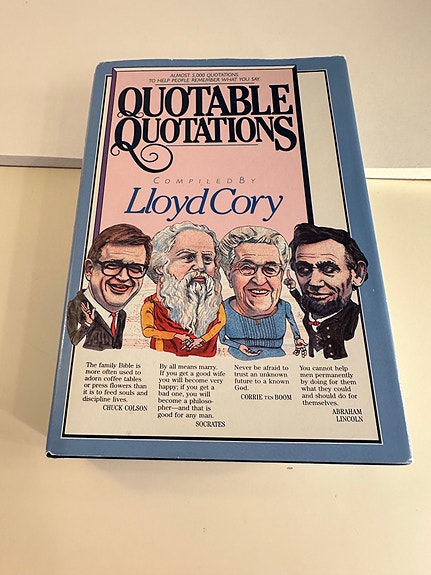 ALMOST 5,000 QUOTATIONS
TO HELP PEOPLE REMEMBER WHAT YOU SAY.
QUOTABLE
QUOTATIONS
COMPILED BY
Lloyd Cory
The family Bible is
more often used to
adorn coffee tables
or press flowers than
it is to feed souls and
discipline lives.
CHUCK COLSON
By all means marry.
If you get a good wife
you will become very
happy; if you get a
bad one, you will
become a philoso-
pher—and that is
good for any man.
SOCRATES
Never be afraid to
trust an unknown
future to a known
God.
CORRIE TEN BOOM
You cannot help
men permanently
by doing for them
what they could
and should do for
themselves.
ABRAHAM
LINCOLN